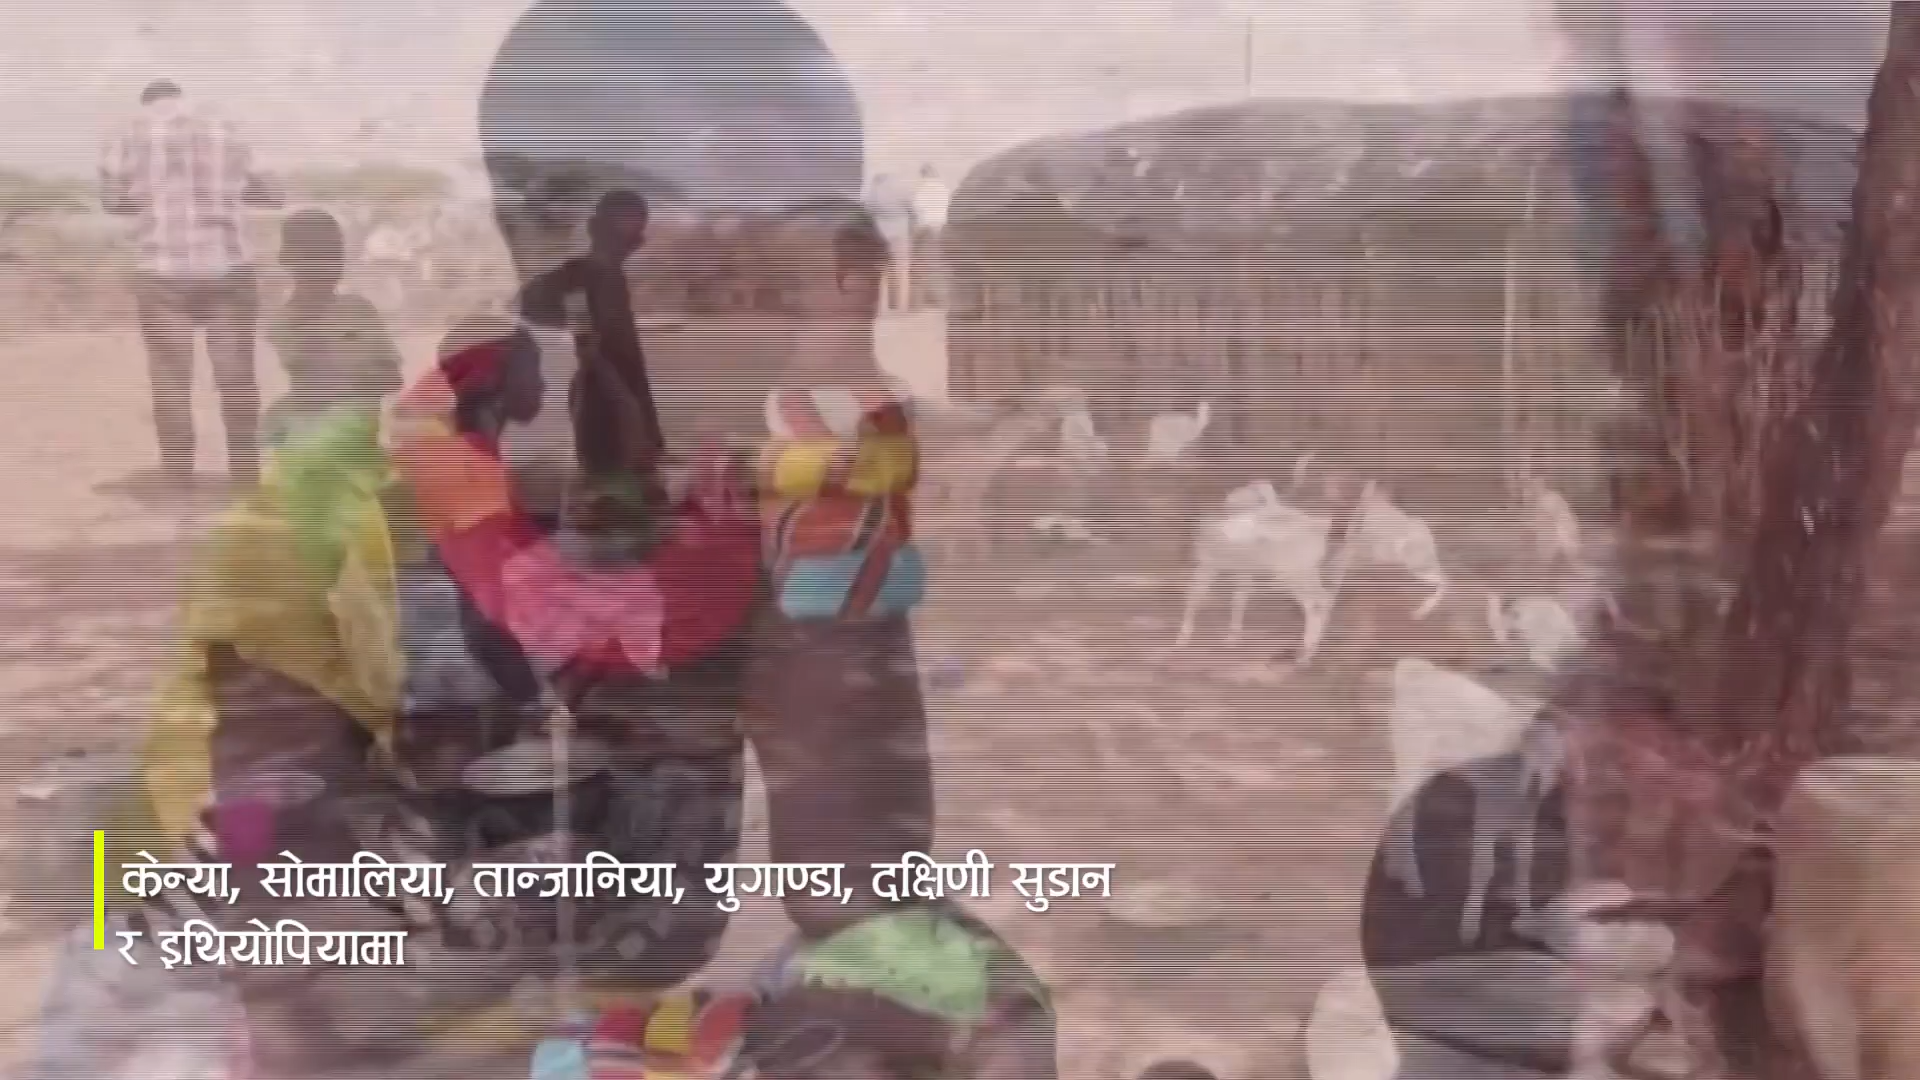 केन्या, सोमालिया, तान्जानिया, युगाण्डा, दक्षिणी सुडान
र इथियोपियामा